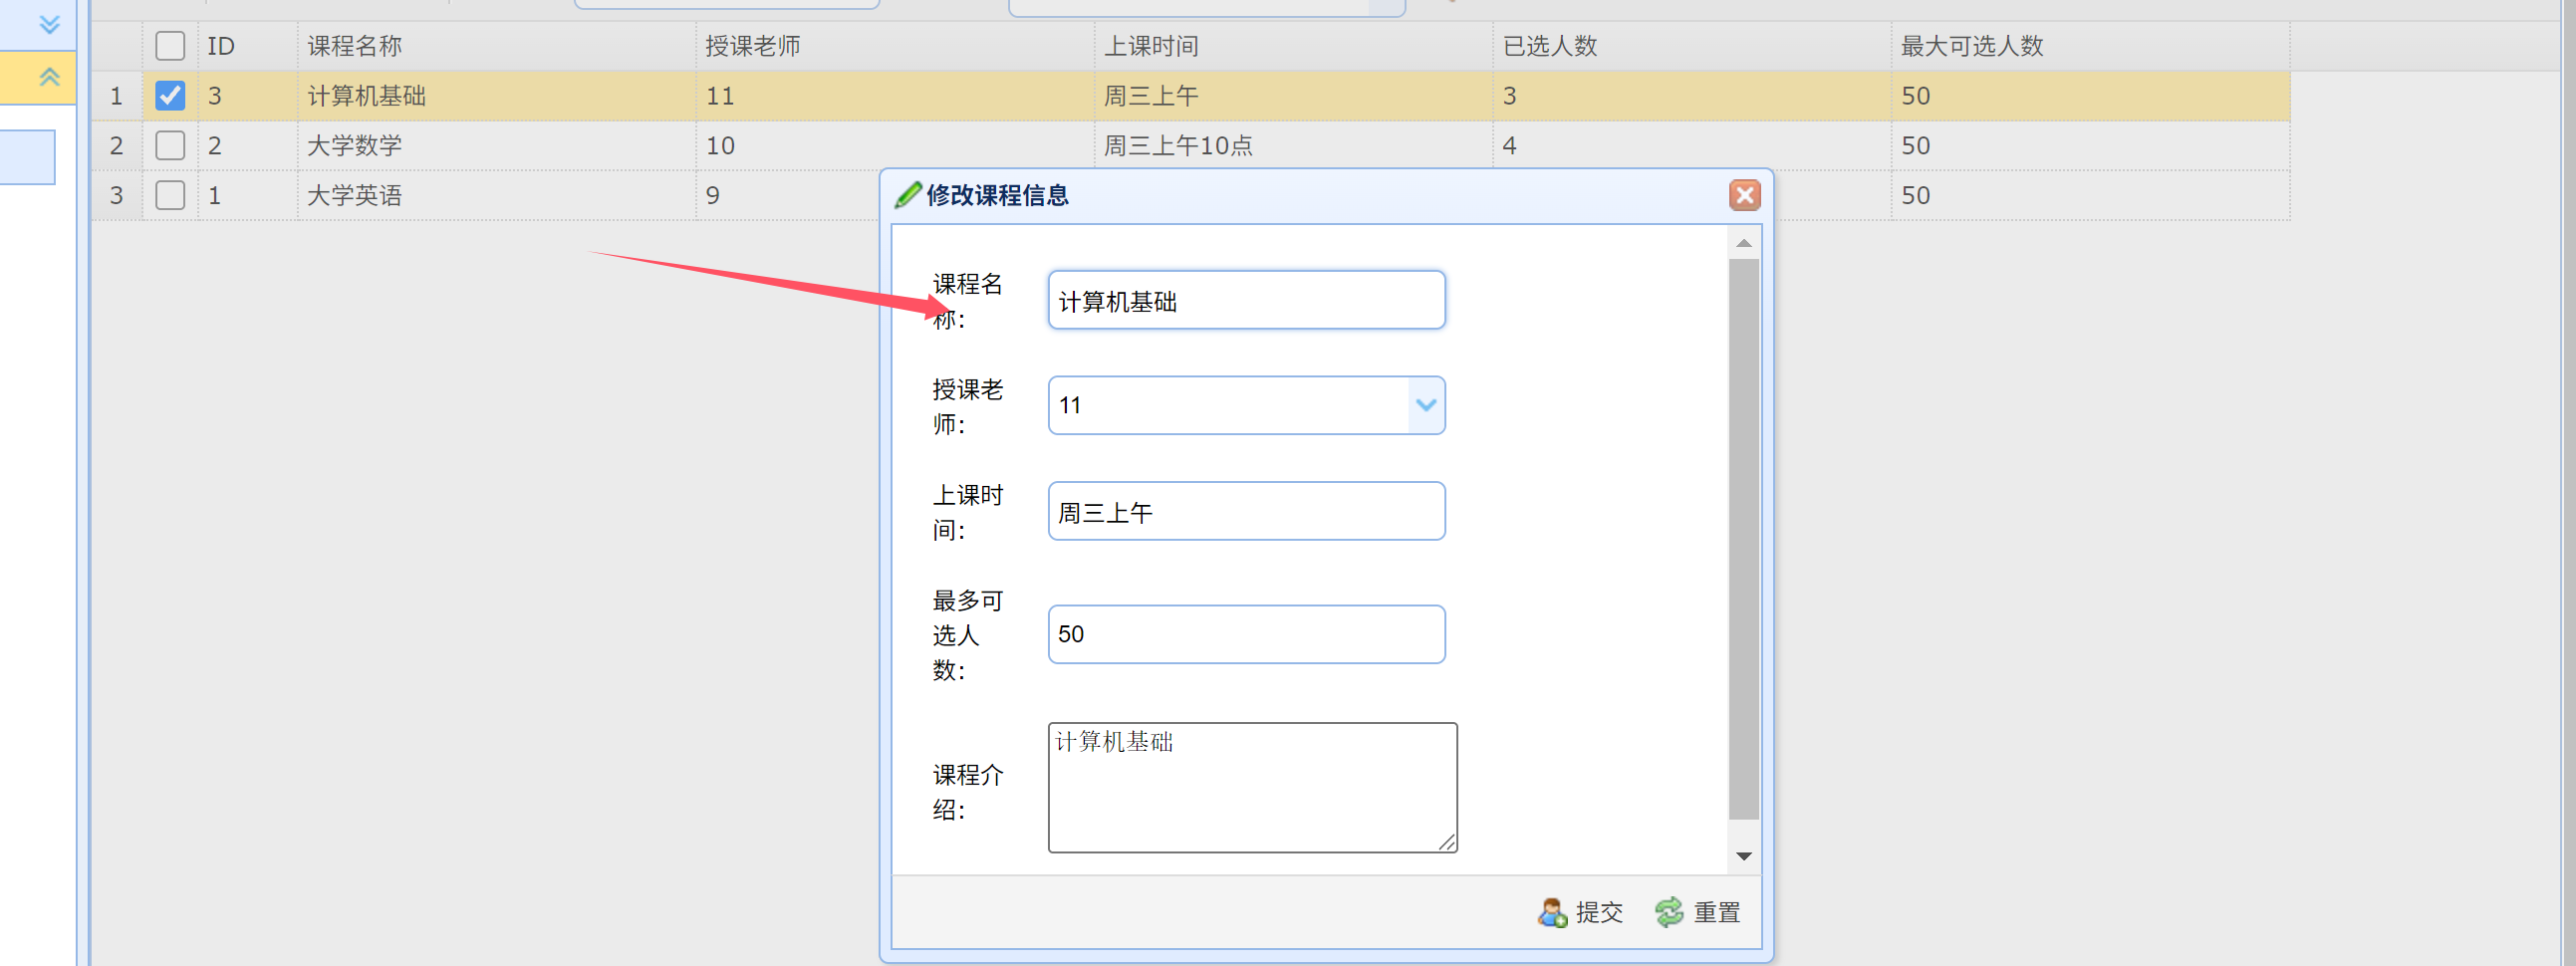 ID 课程名称 授课老师 上课时间 已选人数 最大可选人数
1 3 计算机基础 11 周三上午 3 50
2 2 大学数学 10 周三上午10点 4 50
3 1 大学英语 9 50
修改课程信息
课程名
称:
计算机基础
授课老
师:
11
上课时
间:
周三上午
最多可
选人
数:
50
课程介
绍:
计算机基础
提交 重置